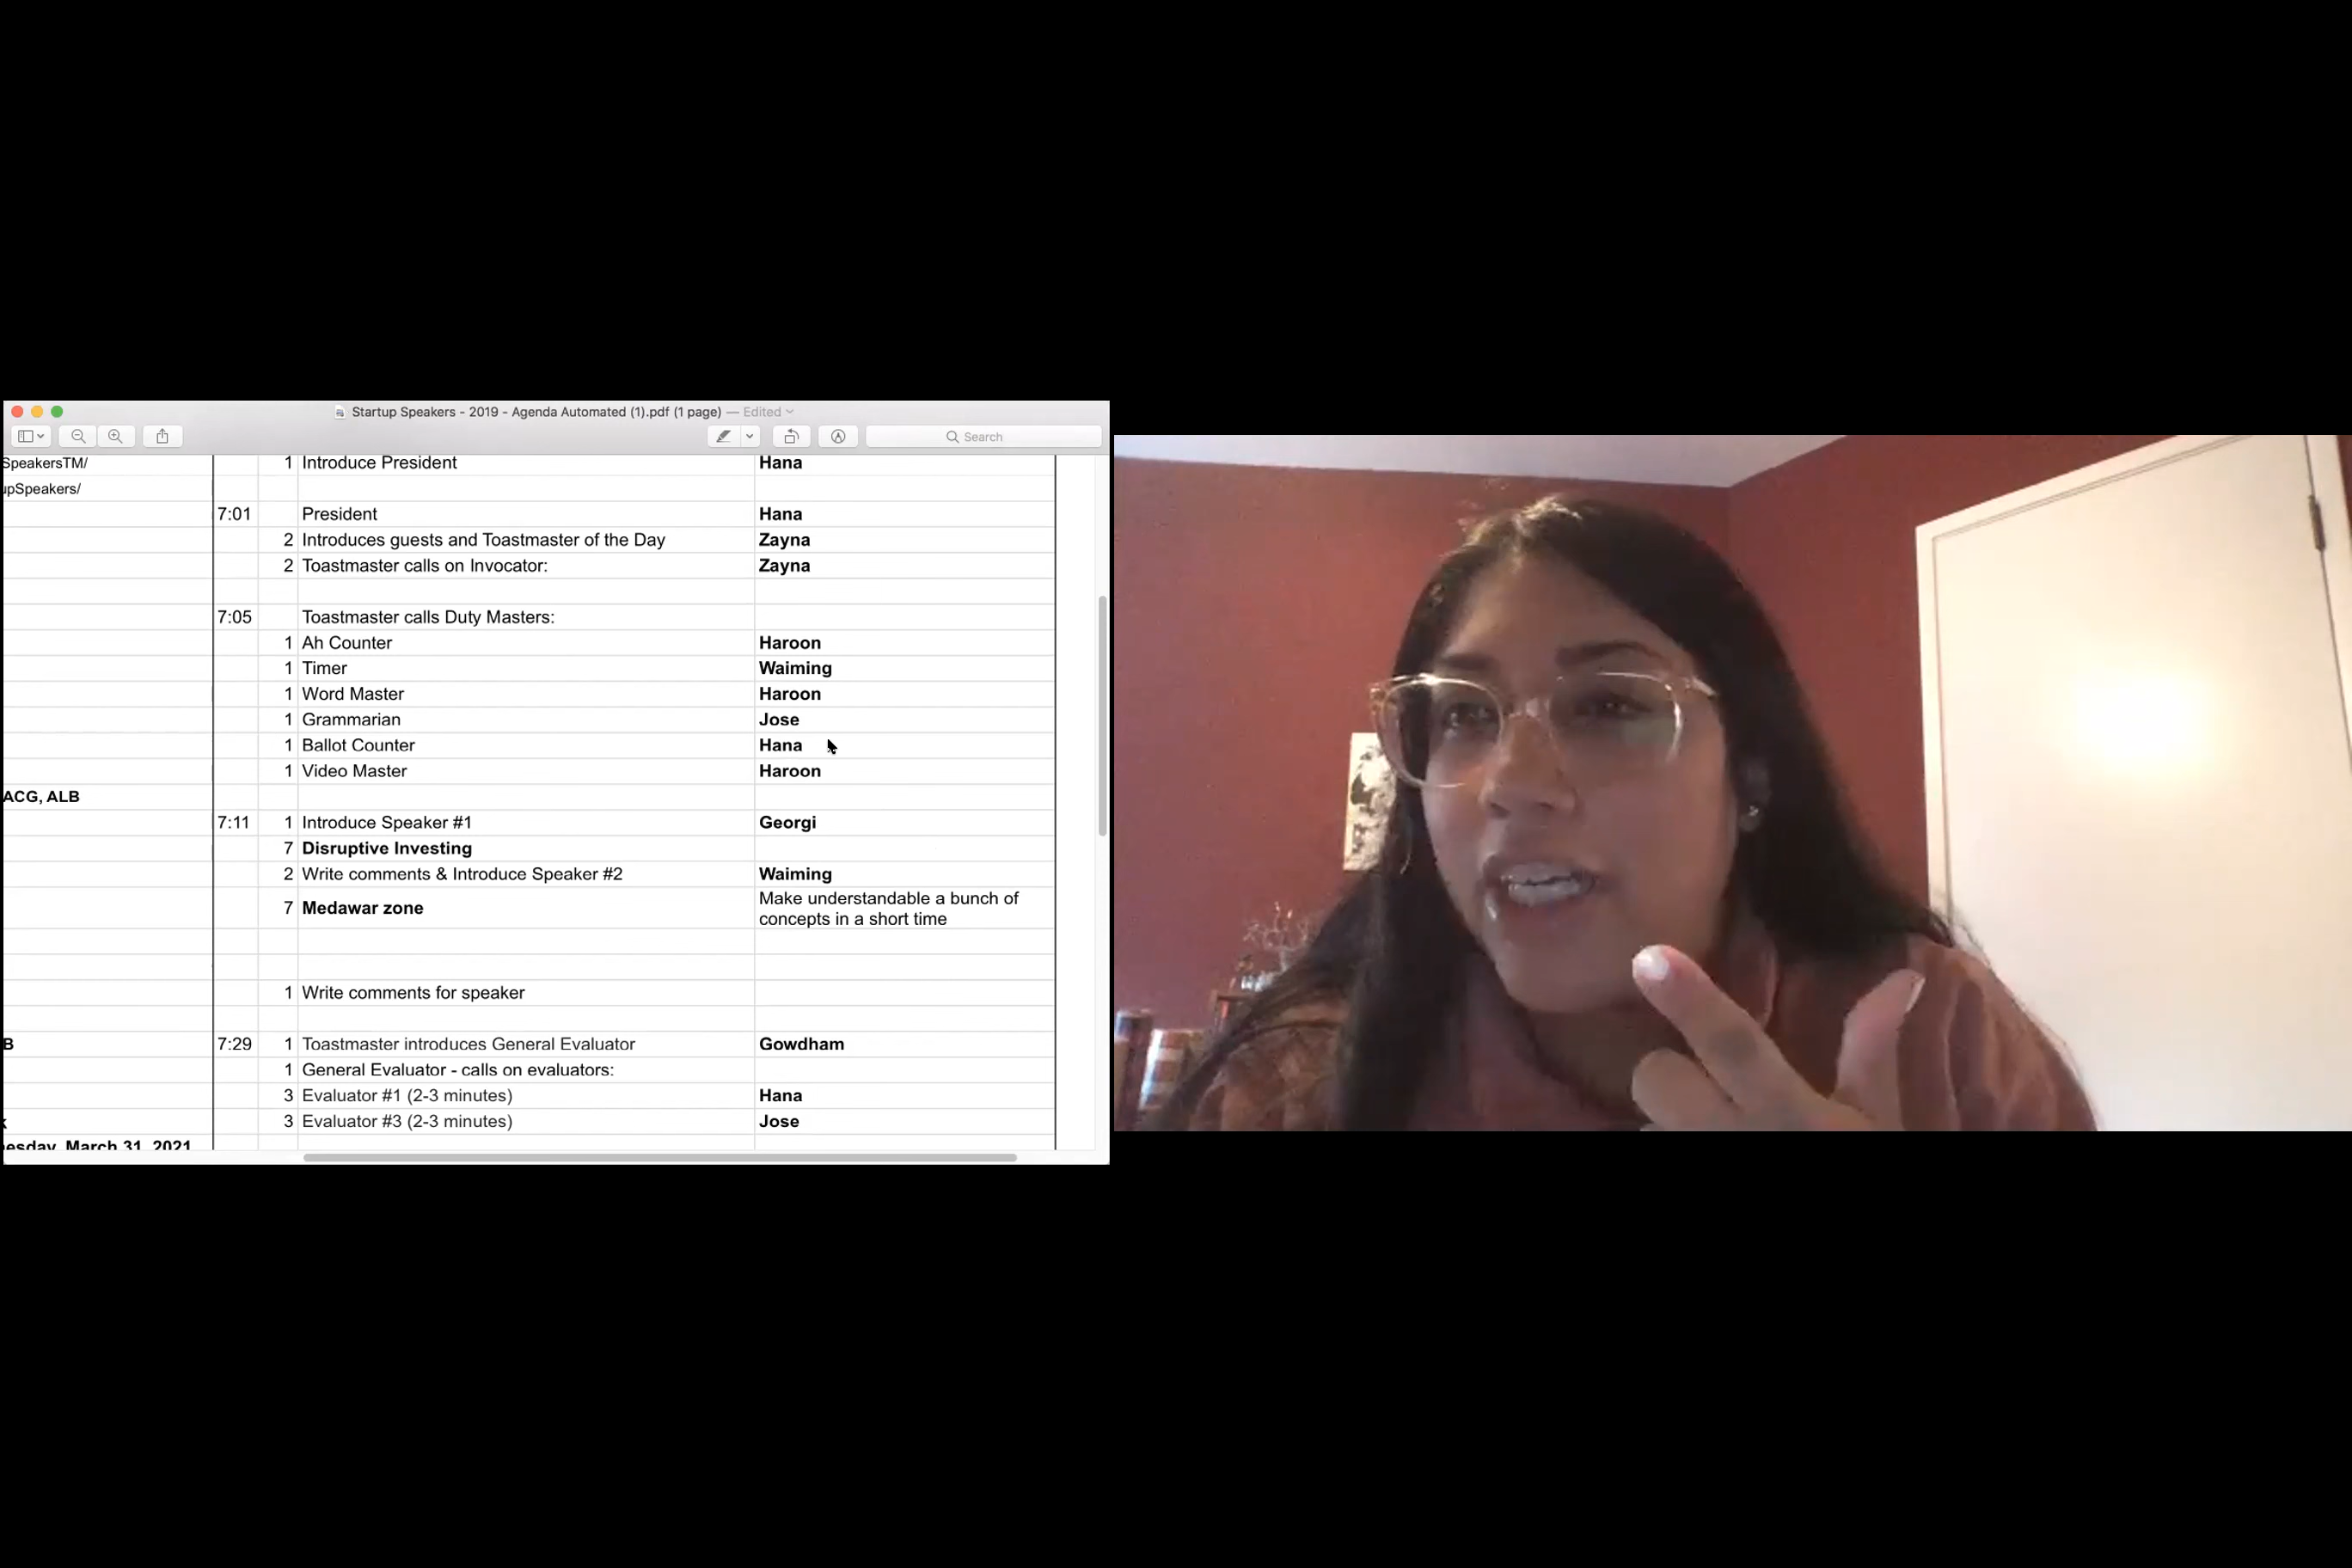 Startup Speakers - 2019 - Agenda Automated (1).pdf (1 page) — Edited
Search
SpeakersTM/
1 Introduce President Hana
upSpeakers/
7:01 President Hana
2 Introduces guests and Toastmaster of the Day Zayna
2 Toastmaster calls on Invocator: Zayna
7:05 Toastmaster calls Duty Masters:
1 Ah Counter Haroon
1 Timer Waiming
1 Word Master Haroon
1 Grammarian Jose
1 Ballot Counter Hana
1 Video Master Haroon
ACG, ALB
7:11 1 Introduce Speaker #1 Georgi
7 Disruptive Investing
2 Write comments & Introduce Speaker #2 Waiming
7 Medawar zone Make understandable a bunch of
concepts in a short time
1 Write comments for speaker
B 7:29 1 Toastmaster introduces General Evaluator Gowdham
1 General Evaluator - calls on evaluators:
3 Evaluator #1 (2-3 minutes) Hana
3 Evaluator #3 (2-3 minutes) Jose
esday, March 31, 2021